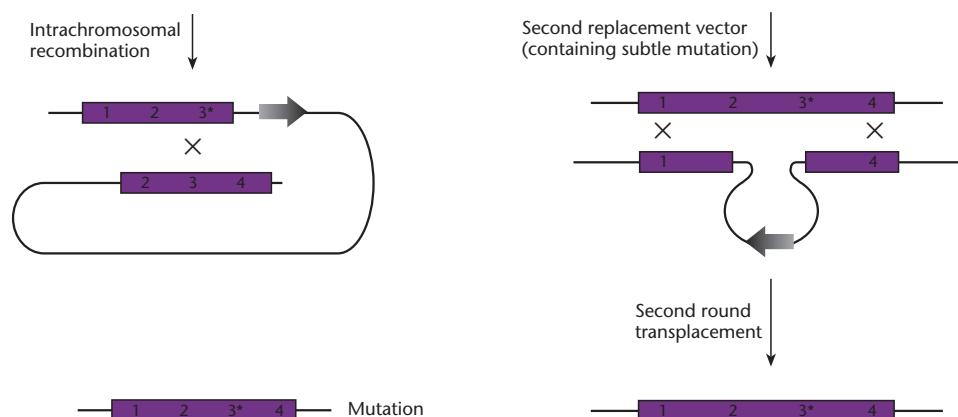 Intrachromosomal
recombination
1 2 3*
2 3 4
1 2 3* 4 Mutation
Second replacement vector
(containing subtle mutation)
1 2 3* 4
1 4
Second round
transplacement
1 2 3* 4